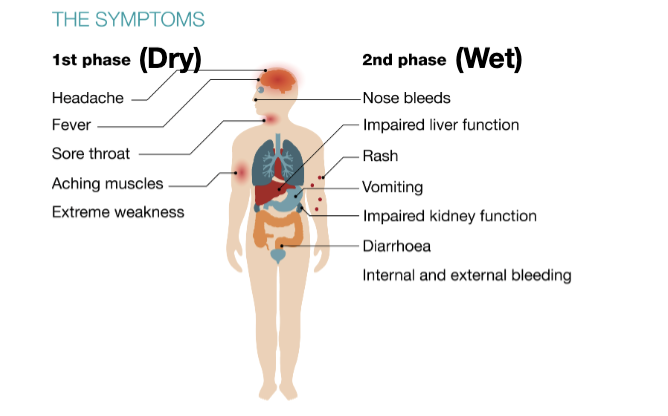 THE SYMPTOMS
1st phase (Dry)
Headache
Fever
Sore throat
Aching muscles
Extreme weakness
2nd phase (Wet)
Nose bleeds
Impaired liver function
Rash
Vomiting
Impaired kidney function
Diarrhoea
Internal and external bleeding